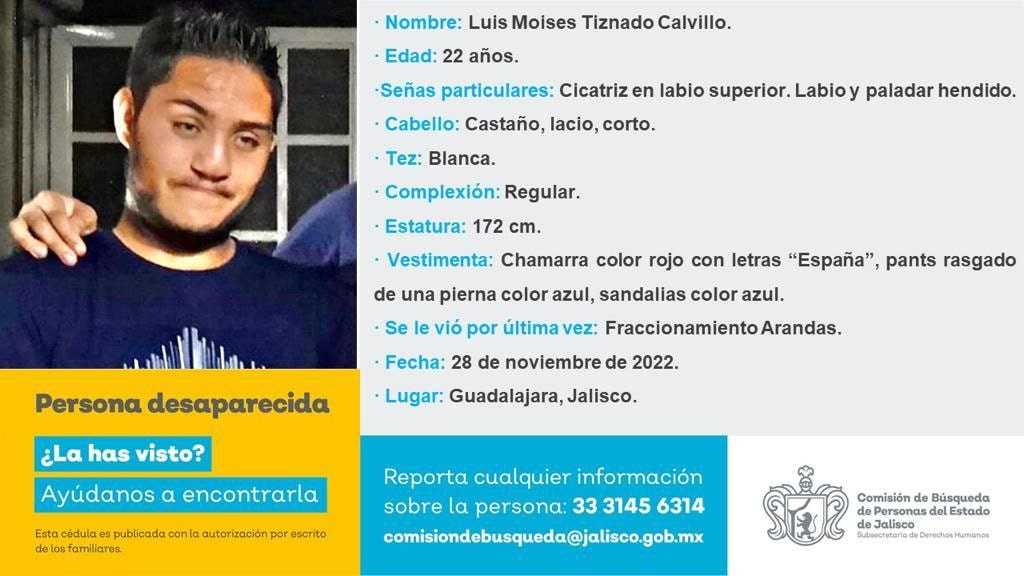 · Nombre: Luis Moises Tiznado Calvillo.
· Edad: 22 años.
·Señas particulares: Cicatriz en labio superior. Labio y paladar hendido.
· Cabello: Castaño, lacio, corto.
· Tez: Blanca.
· Complexión: Regular.
· Estatura: 172 cm.
· Vestimenta: Chamarra color rojo con letras “España”, pants rasgado
de una pierna color azul, sandalias color azul.
· Se le vió por última vez: Fraccionamiento Arandas.
· Fecha: 28 de noviembre de 2022.
· Lugar: Guadalajara, Jalisco.
Persona desaparecida
¿La has visto?
Ayúdanos a encontrarla
Esta cédula es publicada con la autorización por escrito
de los familiares.
Reporta cualquier información
sobre la persona: 33 3145 6314
comisiondebusqueda@jalisco.gob.mx
Comisión de Búsqueda
de Personas del Estado
de Jalisco
Subsecretaría de Derechos Humanos